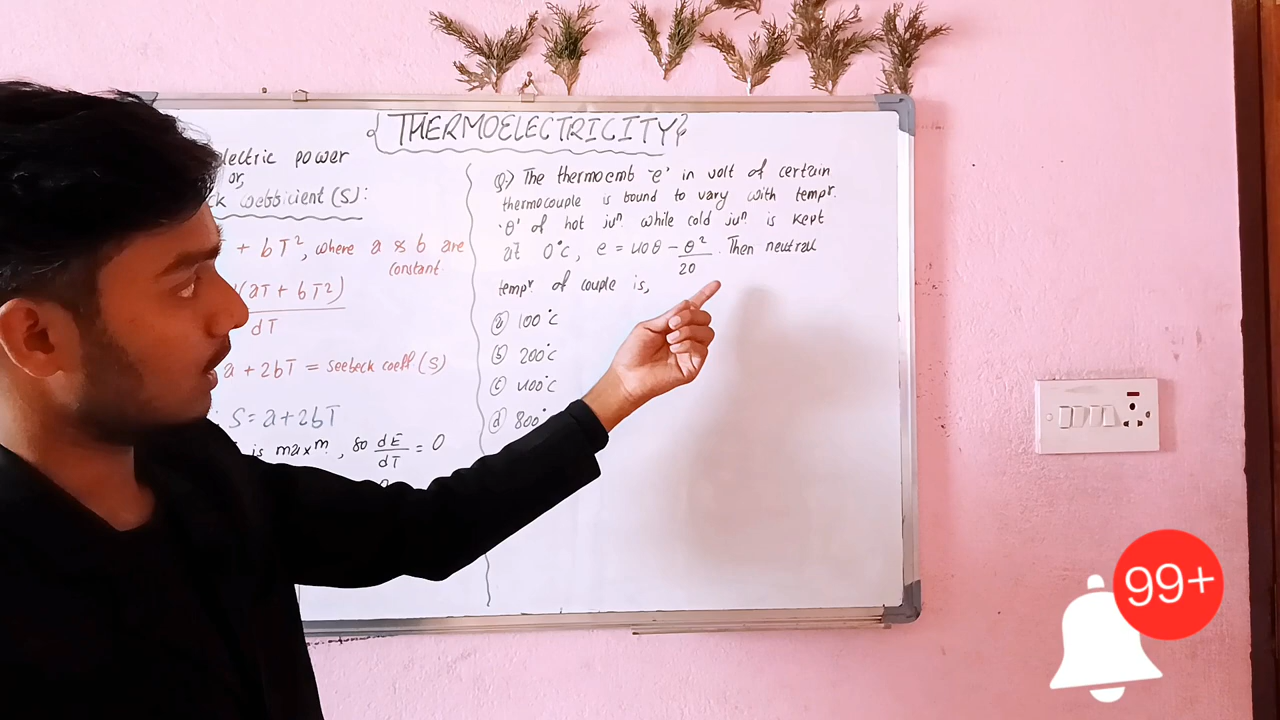 THERMOELECTRICITY
electric power
or,
ck coefficient (S):
+ bT², where a & b are
constant.
(aT + bT²)
dT
a + 2bT = seebeck coeff (S)
S = a + 2bT
is maxᵐ, so dE/dT = 0
Q.) The thermoemf 'e' in volt of certain
thermocouple is found to vary with tempʳ.
'θ' of hot juⁿ while cold juⁿ is kept
at 0°C, e = 40θ - θ²/20. Then neutral
tempʳ of couple is,
(a) 100°C
(b) 200°C
(c) 400°C
(d) 800°
99+